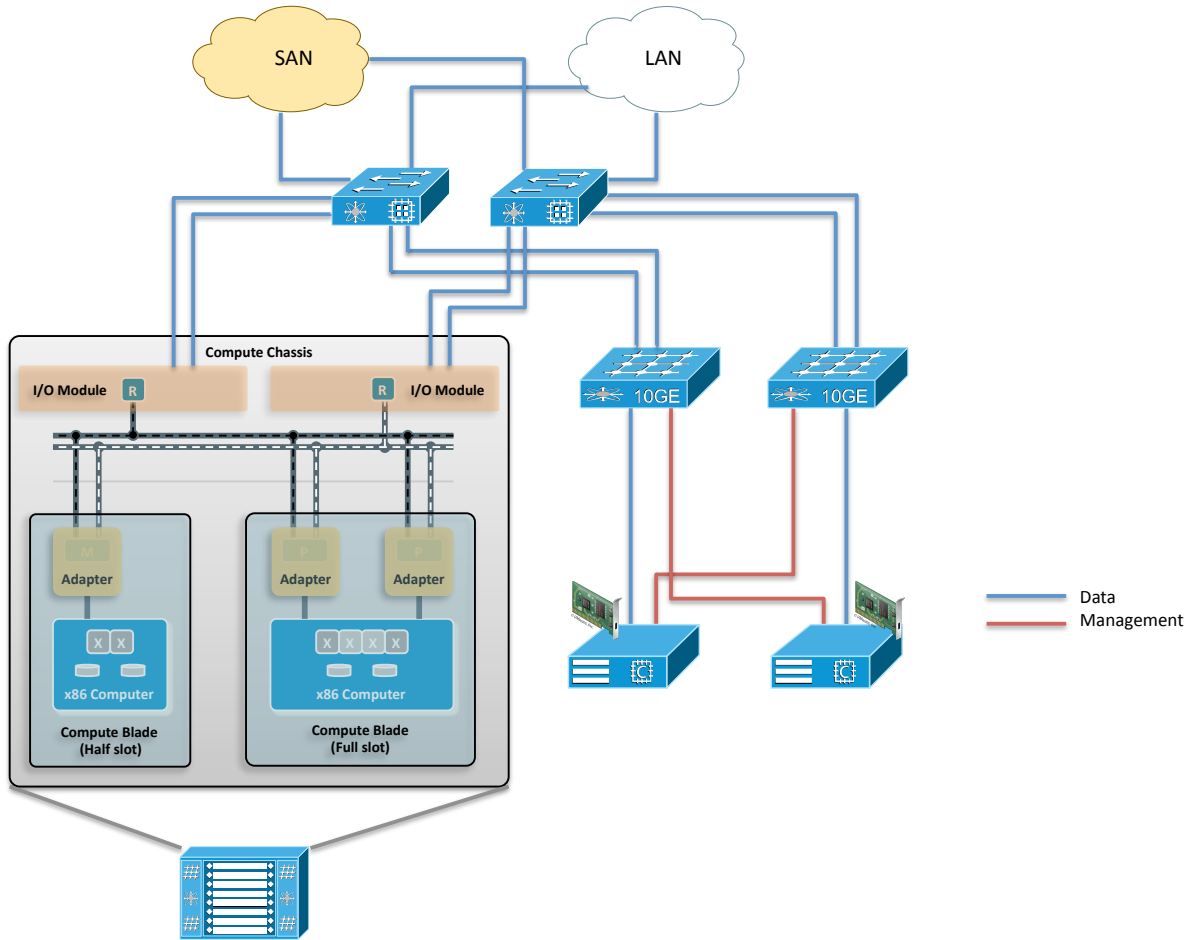 SAN
LAN
Compute Chassis
I/O Module
R
R
I/O Module
10GE
10GE
M
P
P
Adapter
Adapter
Adapter
X X
X X X X
x86 Computer
x86 Computer
Compute Blade
(Half slot)
Compute Blade
(Full slot)
C
C
Data
Management